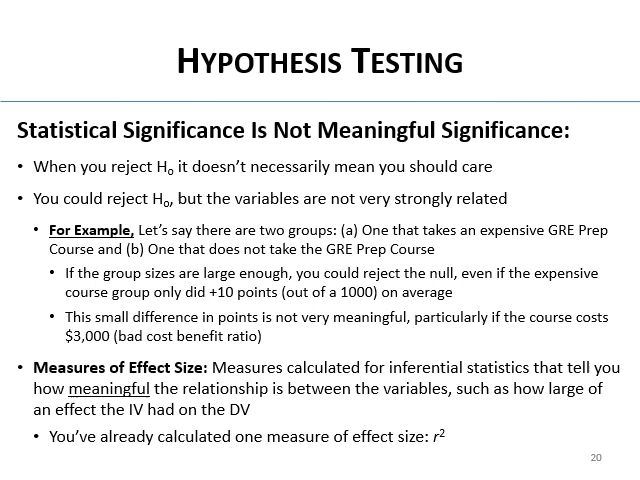 HYPOTHESIS TESTING
Statistical Significance Is Not Meaningful Significance:
• When you reject Ho it doesn’t necessarily mean you should care
• You could reject Ho, but the variables are not very strongly related
• For Example, Let’s say there are two groups: (a) One that takes an expensive GRE Prep
Course and (b) One that does not take the GRE Prep Course
• If the group sizes are large enough, you could reject the null, even if the expensive
course group only did +10 points (out of a 1000) on average
• This small difference in points is not very meaningful, particularly if the course costs
$3,000 (bad cost benefit ratio)
• Measures of Effect Size: Measures calculated for inferential statistics that tell you
how meaningful the relationship is between the variables, such as how large of
an effect the IV had on the DV
• You’ve already calculated one measure of effect size: r²
20